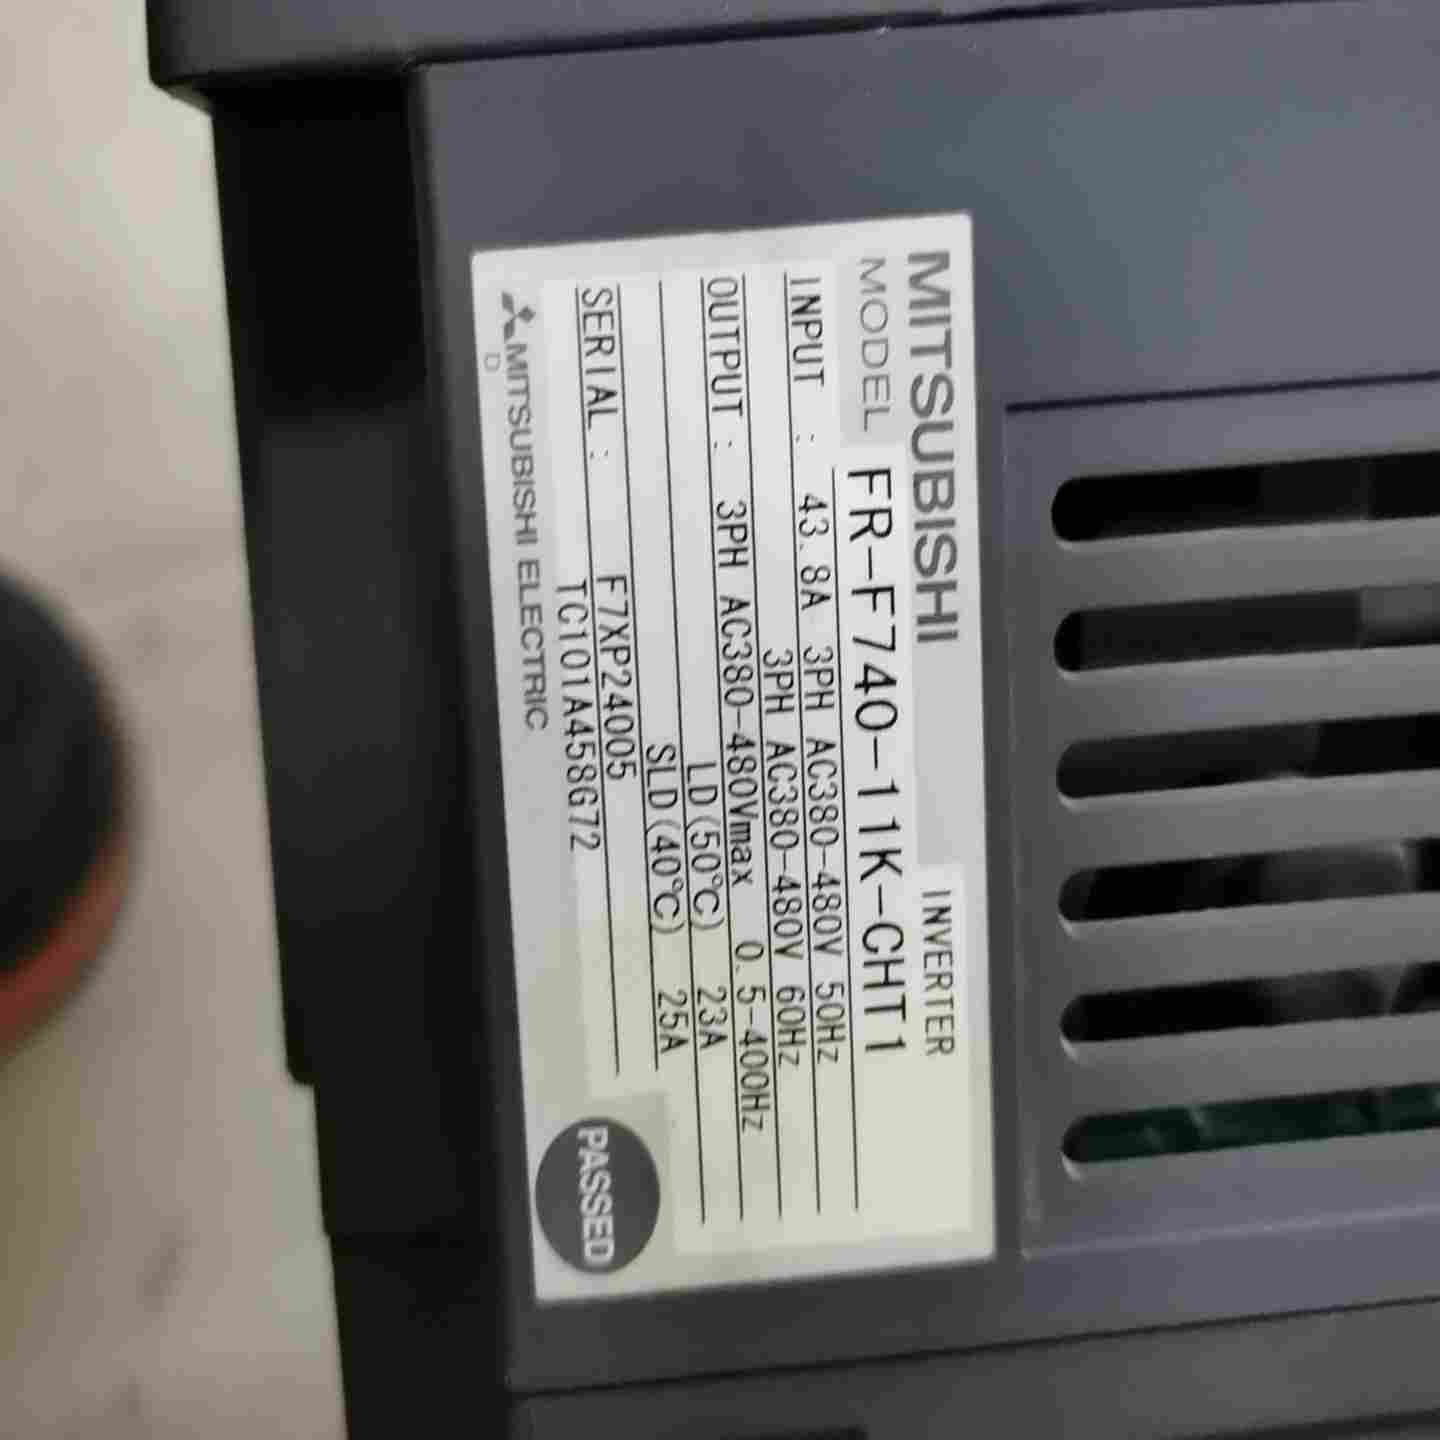 MITSUBISHI INVERTER
MODEL FR-F740-11K-CHT1
INPUT : 43.8A 3PH AC380-480V 50Hz
3PH AC380-480V 60Hz
OUTPUT : 3PH AC380-480Vmax 0.5-400Hz
LD(50℃) 23A
SLD(40℃) 25A
SERIAL : F7XP24005
TC101A458G72
PASSED
MITSUBISHI ELECTRIC
D